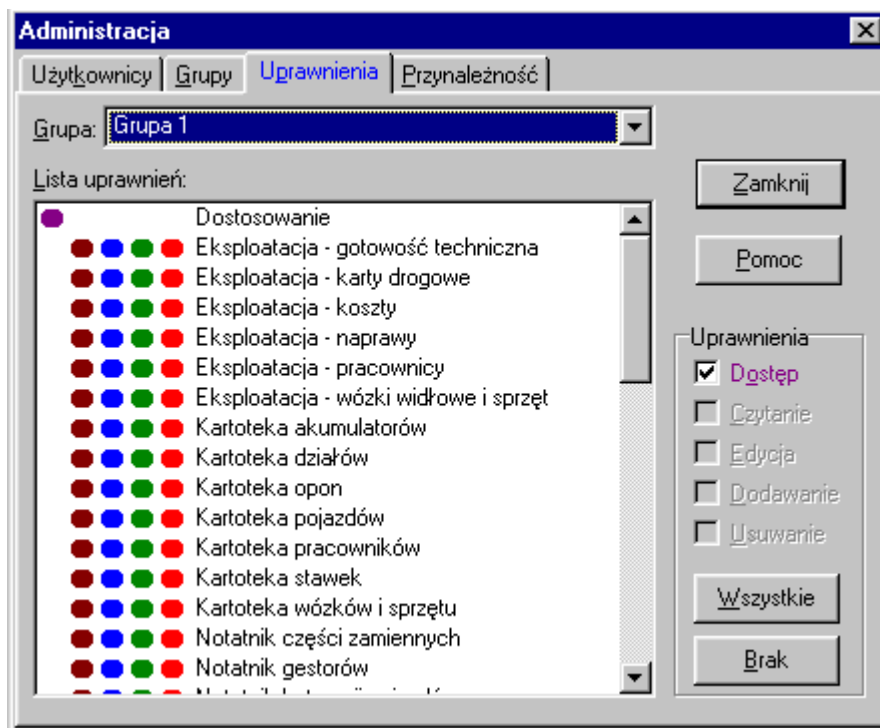 Administracja
Użytkownicy Grupy Uprawnienia Przynależność
Grupa: Grupa 1
Lista uprawnień:
Zamknij
Pomoc
Dostosowanie
Eksploatacja - gotowość techniczna
Eksploatacja - karty drogowe
Eksploatacja - koszty
Eksploatacja - naprawy
Eksploatacja - pracownicy
Eksploatacja - wózki widłowe i sprzęt
Kartoteka akumulatorów
Kartoteka działów
Kartoteka opon
Kartoteka pojazdów
Kartoteka pracowników
Kartoteka stawek
Kartoteka wózków i sprzętu
Notatnik części zamiennych
Notatnik gestorów
Uprawnienia
Dostęp
Czytanie
Edycja
Dodawanie
Usuwanie
Wszystkie
Brak